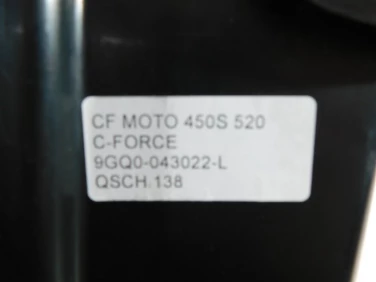 CF MOTO 450S 520
C-FORCE
9GQ0-043022-L
QSCH.138